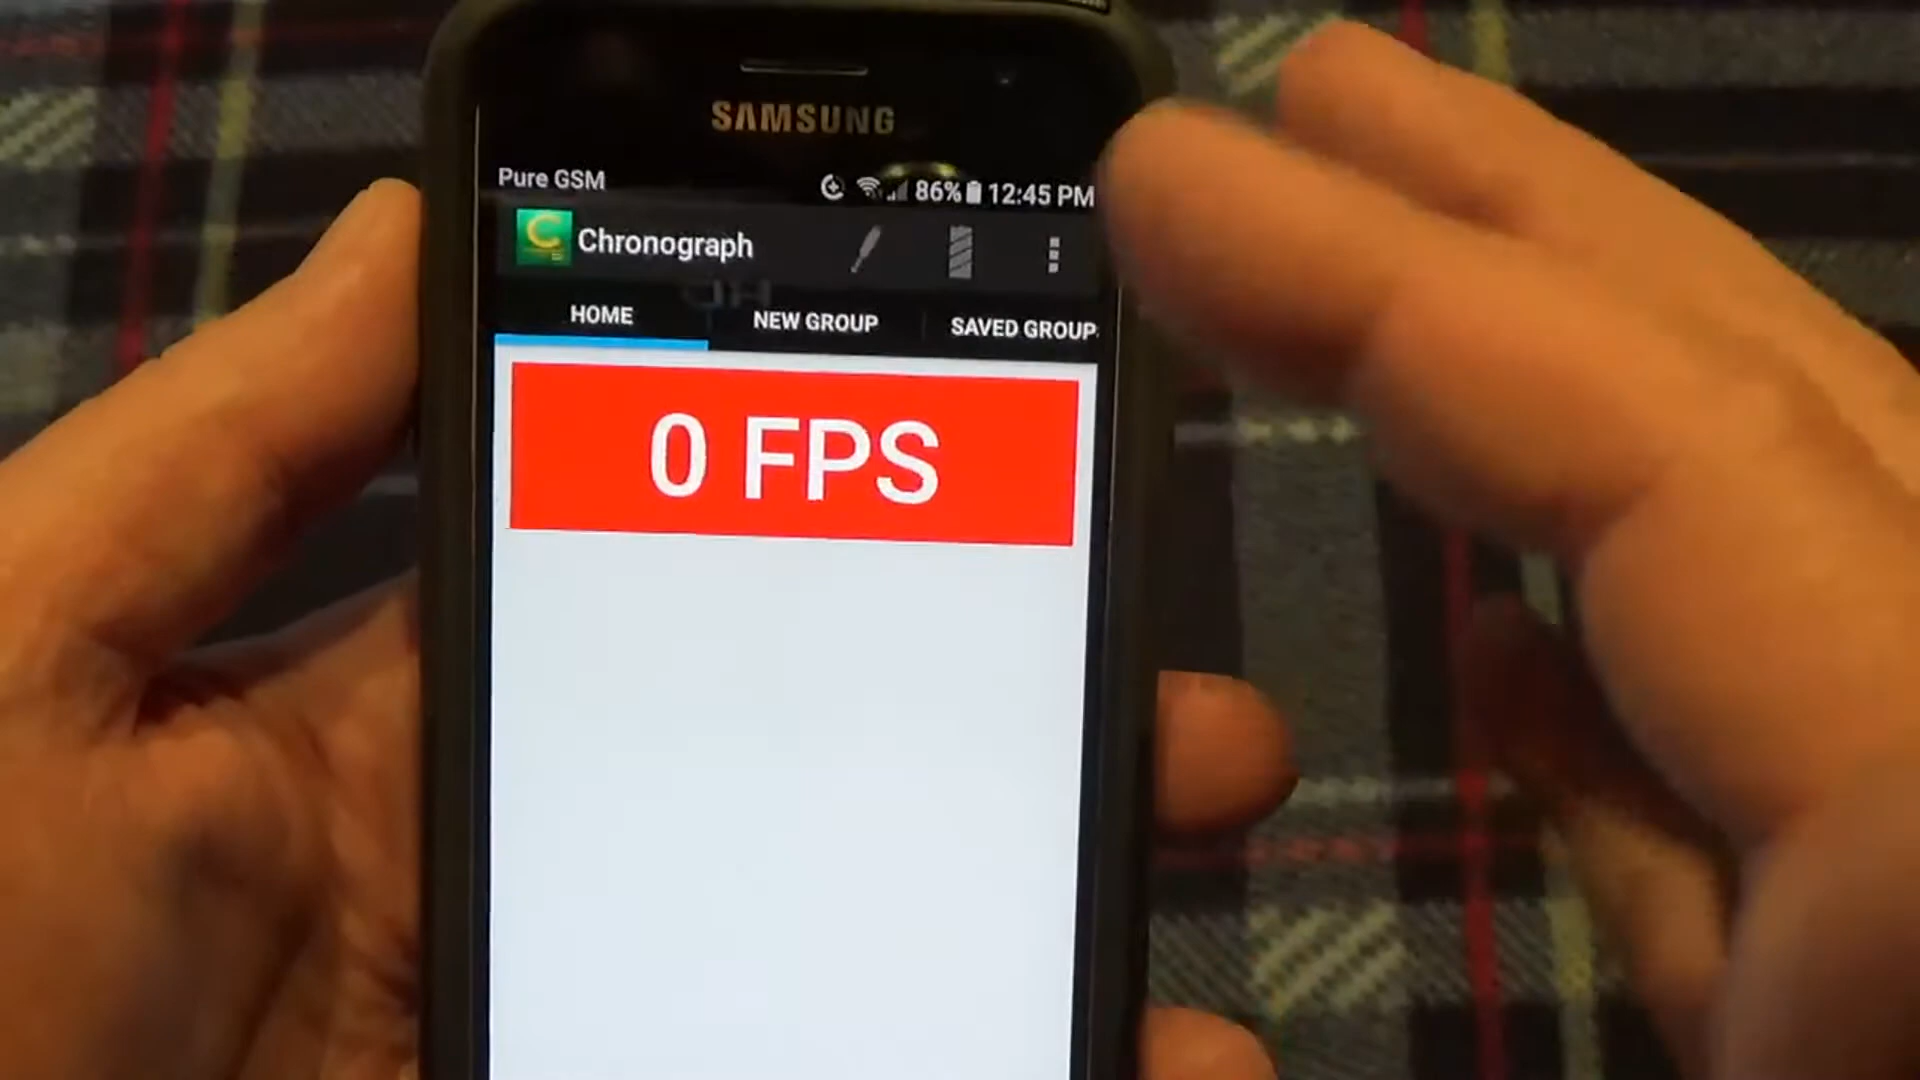 SAMSUNG
Pure GSM 86% 12:45 PM
Chronograph
HOME NEW GROUP SAVED GROUP
0 FPS